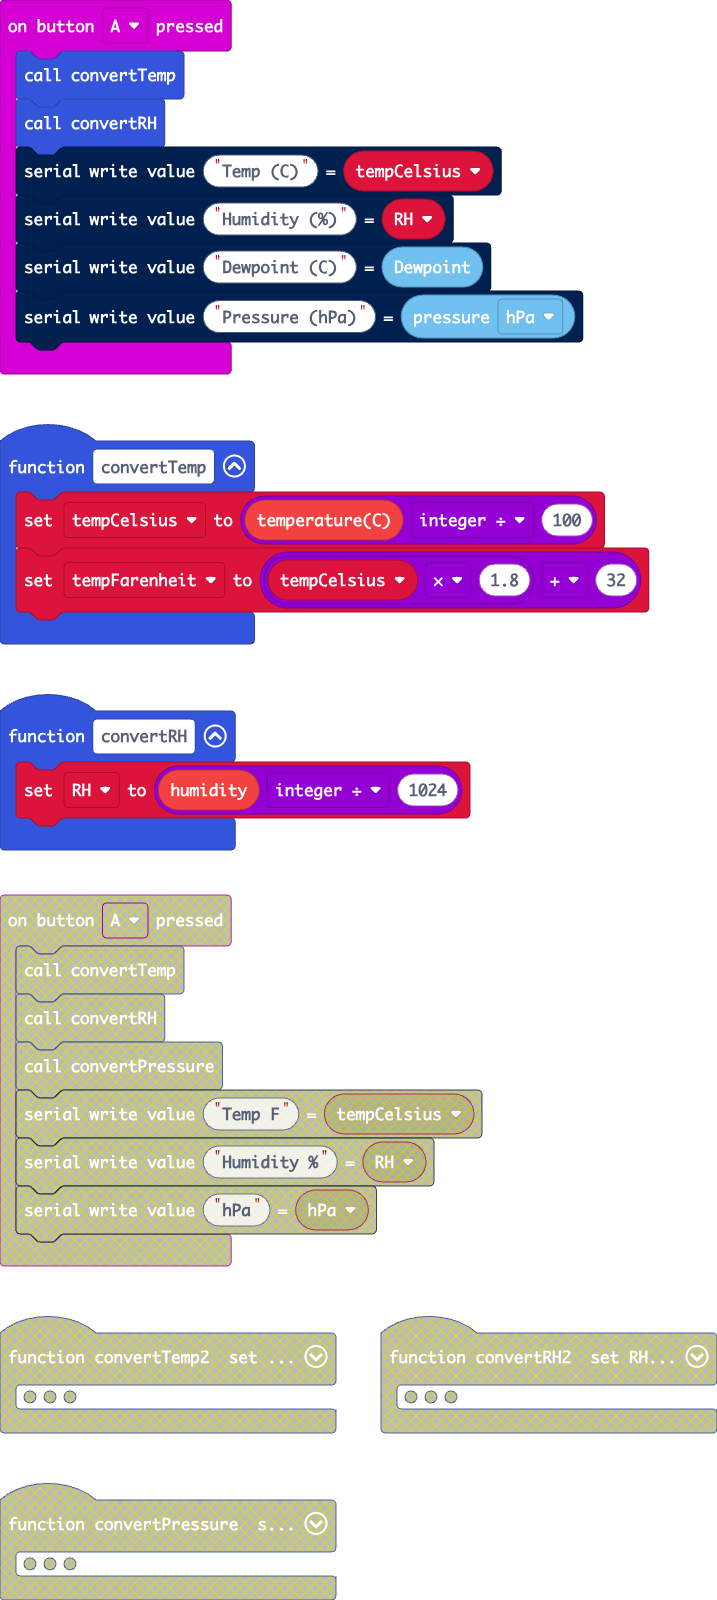 on button A pressed
call convertTemp
call convertRH
serial write value "Temp (C)" = tempCelsius
serial write value "Humidity (%)" = RH
serial write value "Dewpoint (C)" = Dewpoint
serial write value "Pressure (hPa)" = pressure hPa
function convertTemp
set tempCelsius to temperature(C) integer ÷ 100
set tempFarenheit to tempCelsius × 1.8 + 32
function convertRH
set RH to humidity integer ÷ 1024
on button A pressed
call convertTemp
call convertRH
call convertPressure
serial write value "Temp F" = tempCelsius
serial write value "Humidity %" = RH
serial write value "hPa" = hPa
function convertTemp2 set ...
function convertRH2 set RH...
function convertPressure s...